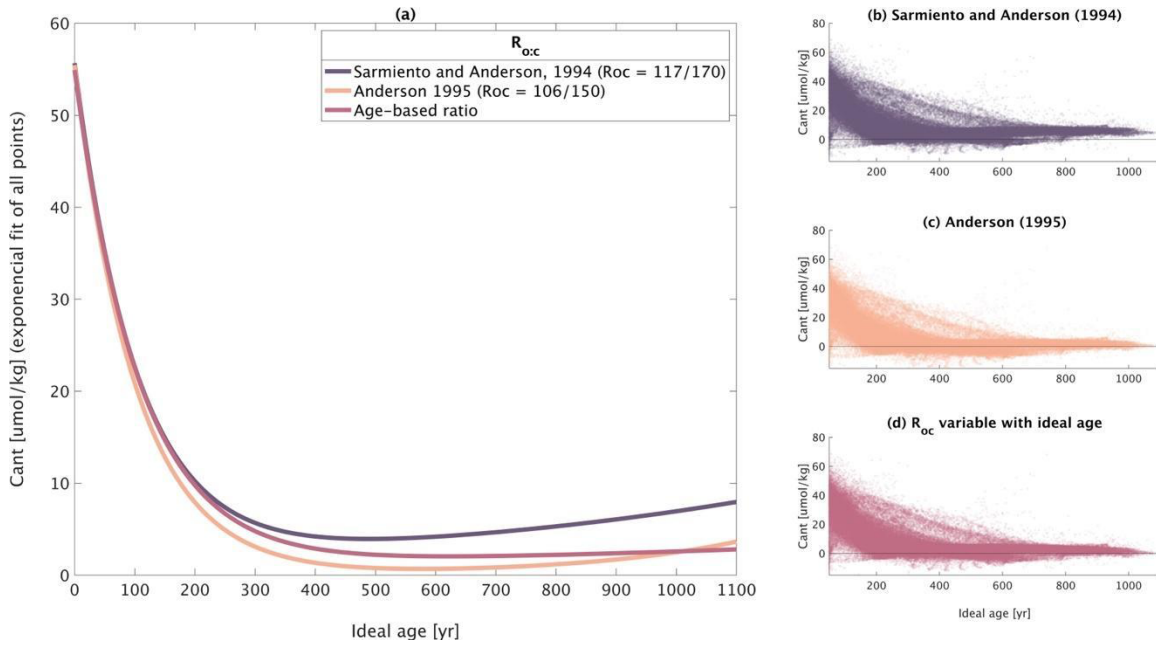 (a)
60
50
40
30
20
10
0
Cant [umol/kg] (exponencial fit of all points)
0 100 200 300 400 500 600 700 800 900 1000 1100
Ideal age [yr]
Ro:c
Sarmiento and Anderson, 1994 (Roc = 117/170)
Anderson 1995 (Roc = 106/150)
Age-based ratio
(b) Sarmiento and Anderson (1994)
80
60
40
20
0
Cant [umol/kg]
200 400 600 800 1000
(c) Anderson (1995)
80
60
40
20
0
Cant [umol/kg]
200 400 600 800 1000
(d) Roc variable with ideal age
80
60
40
20
0
Cant [umol/kg]
200 400 600 800 1000
Ideal age [yr]